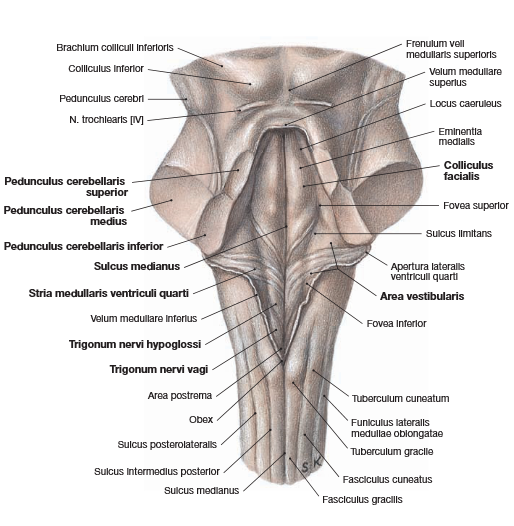 Brachium colliculi inferioris
Colliculus inferior
Pedunculus cerebri
N. trochlearis [IV]
Pedunculus cerebellaris
superior
Pedunculus cerebellaris
medius
Pedunculus cerebellaris inferior
Sulcus medianus
Stria medullaris ventriculi quarti
Velum medullare inferius
Trigonum nervi hypoglossi
Trigonum nervi vagi
Area postrema
Obex
Sulcus posterolateralis
Sulcus intermedius posterior
Sulcus medianus
Frenulum veli
medullaris superioris
Velum medullare
superius
Locus caeruleus
Eminentia
medialis
Colliculus
facialis
Fovea superior
Sulcus limitans
Apertura lateralis
ventriculi quarti
Area vestibularis
Fovea inferior
Tuberculum cuneatum
Funiculus lateralis
medullae oblongatae
Tuberculum gracile
Fasciculus cuneatus
Fasciculus gracilis
S·K